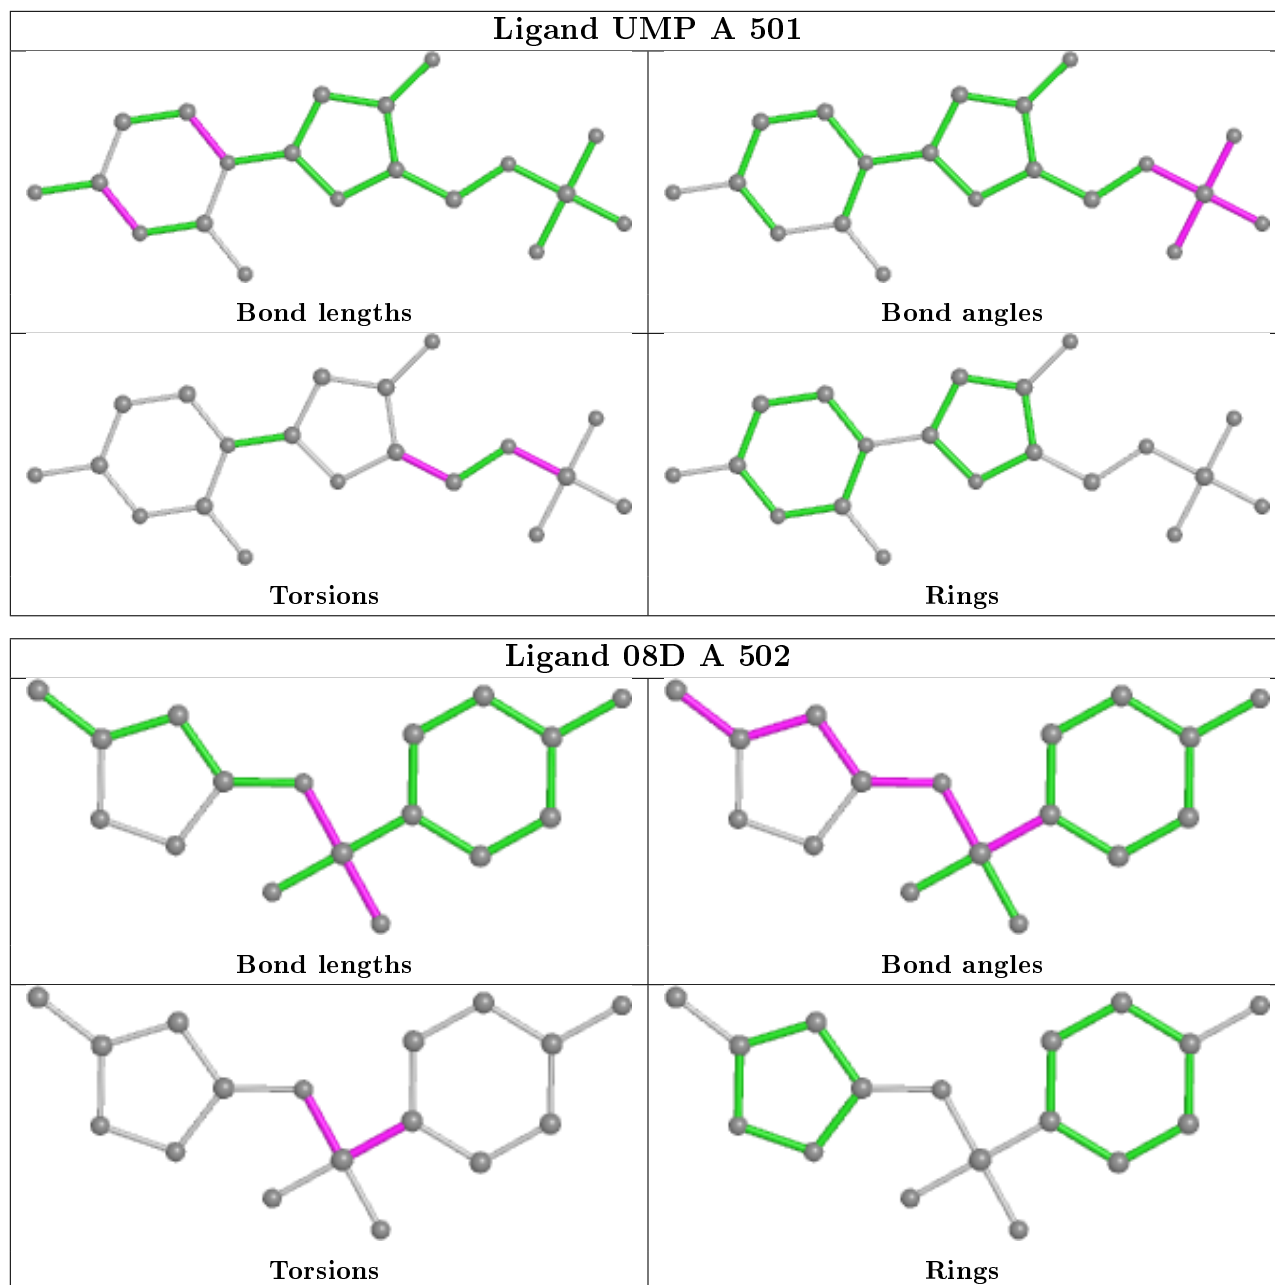 Ligand UMP A 501
Bond lengths
Bond angles
Torsions
Rings
Ligand 08D A 502
Bond lengths
Bond angles
Torsions
Rings